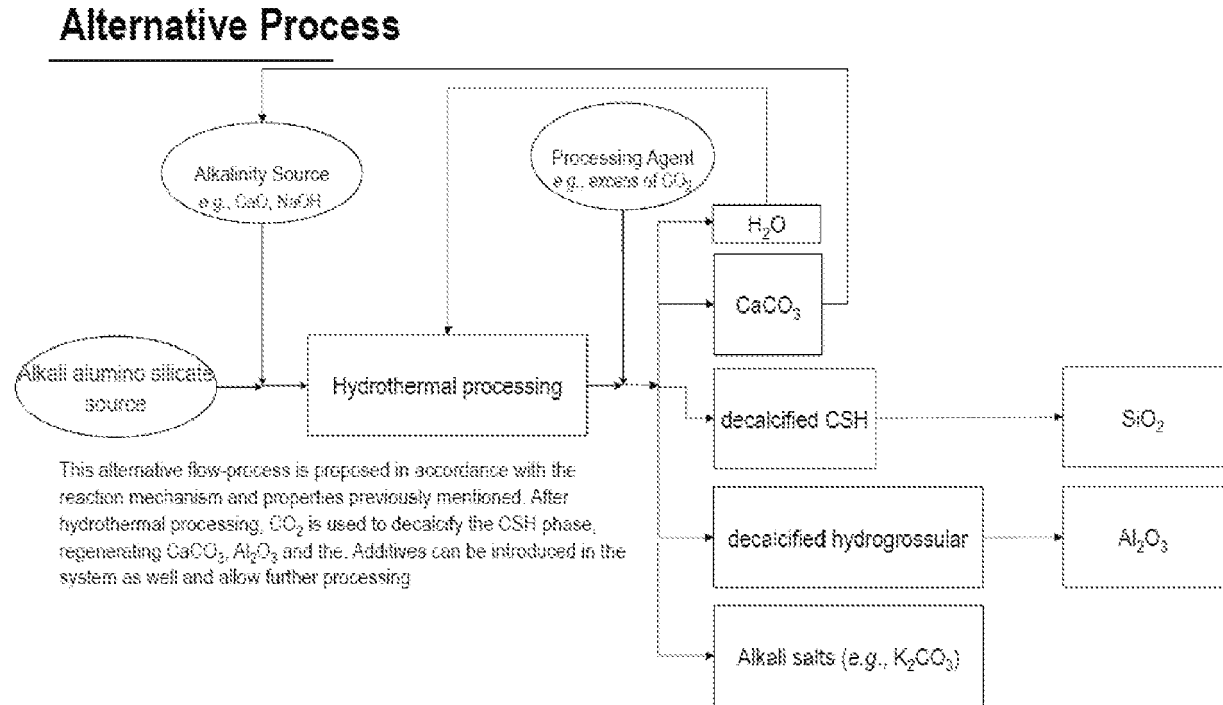 Alternative Process
Alkalinity Source
e.g., CaO, NaOH
Processing Agent
e.g., excess of CO₂
H₂O
CaCO₃
Alkali alumino silicate
source
Hydrothermal processing
decalcified CSH
SiO₂
This alternative flow-process is proposed in accordance with the
reaction mechanism and properties previously mentioned. After
hydrothermal processing, CO₂ is used to decalcify the CSH phase,
regenerating CaCO₃, Al₂O₃ and the. Additives can be introduced in the
system as well and allow further processing
decalcified hydrogrossular
Al₂O₃
Alkali salts (e.g., K₂CO₃)